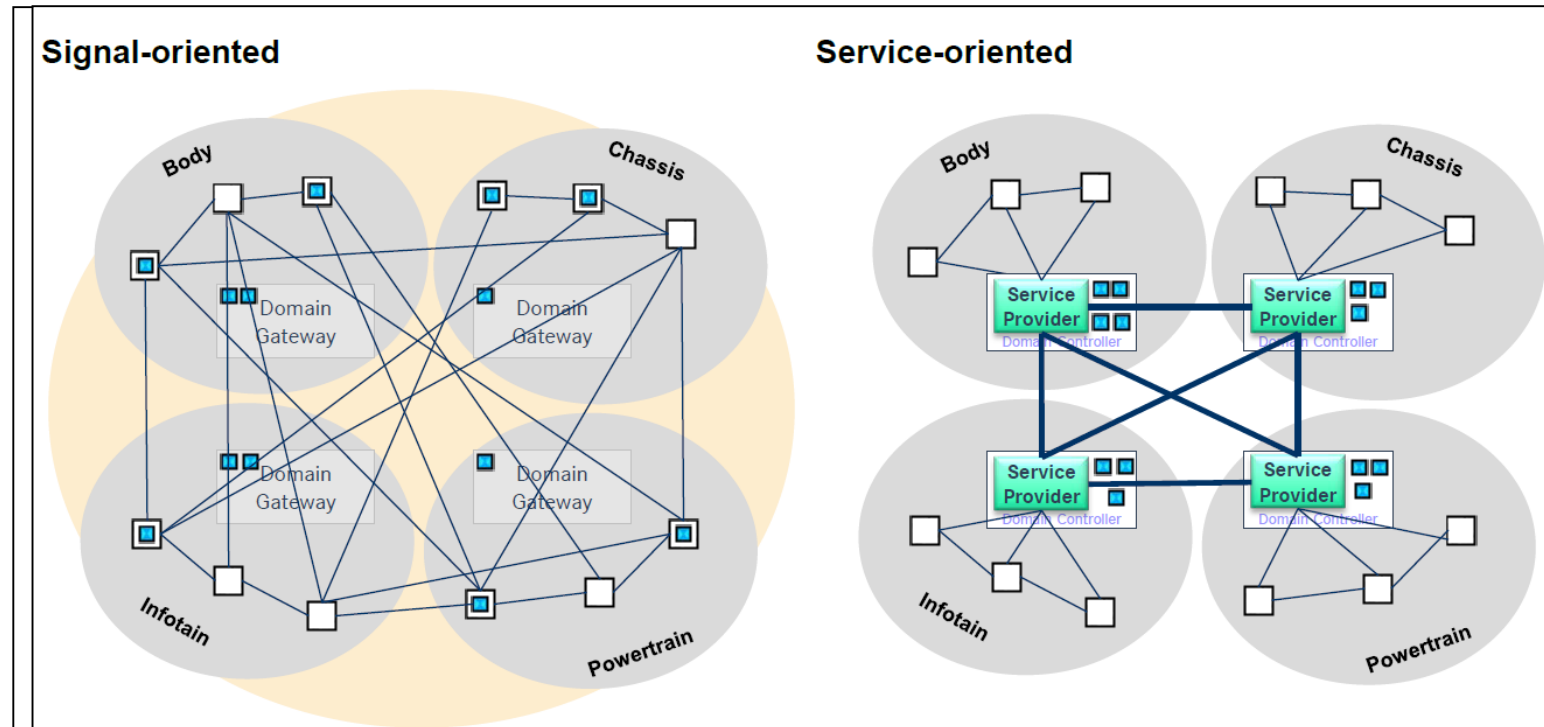 Signal-oriented
Service-oriented
Body
Chassis
Domain
Gateway
Domain
Gateway
Domain
Gateway
Domain
Gateway
Infotain
Powertrain
Body
Chassis
Service
Provider
Domain Controller
Service
Provider
Domain Controller
Service
Provider
Domain Controller
Service
Provider
Domain Controller
Infotain
Powertrain